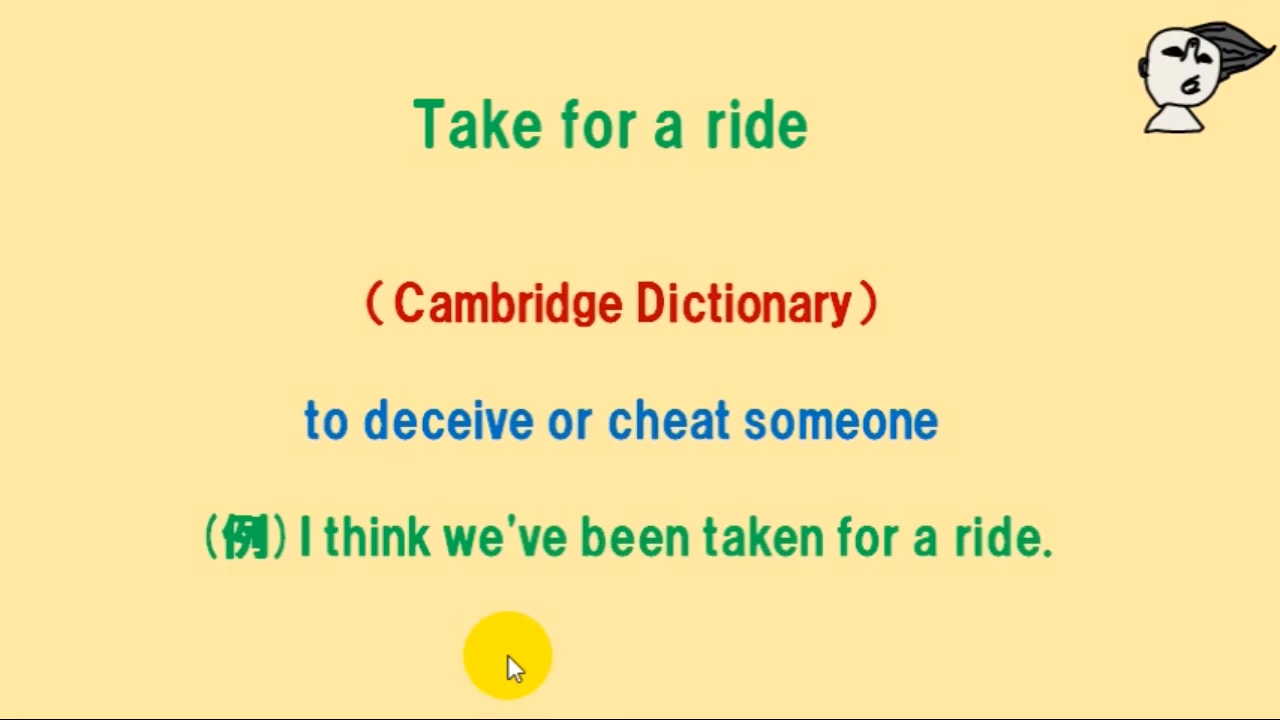 Take for a ride
（Cambridge Dictionary）
to deceive or cheat someone
(例) I think we've been taken for a ride.